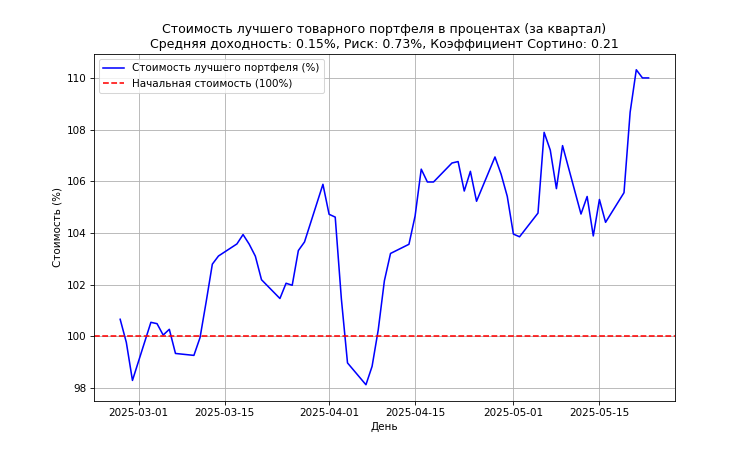 Стоимость лучшего товарного портфеля в процентах (за квартал)
Средняя доходность: 0.15%, Риск: 0.73%, Коэффициент Сортино: 0.21
Стоимость лучшего портфеля (%)
Начальная стоимость (100%)
Стоимость (%)
110
108
106
104
102
100
98
2025-03-01 2025-03-15 2025-04-01 2025-04-15 2025-05-01 2025-05-15
День